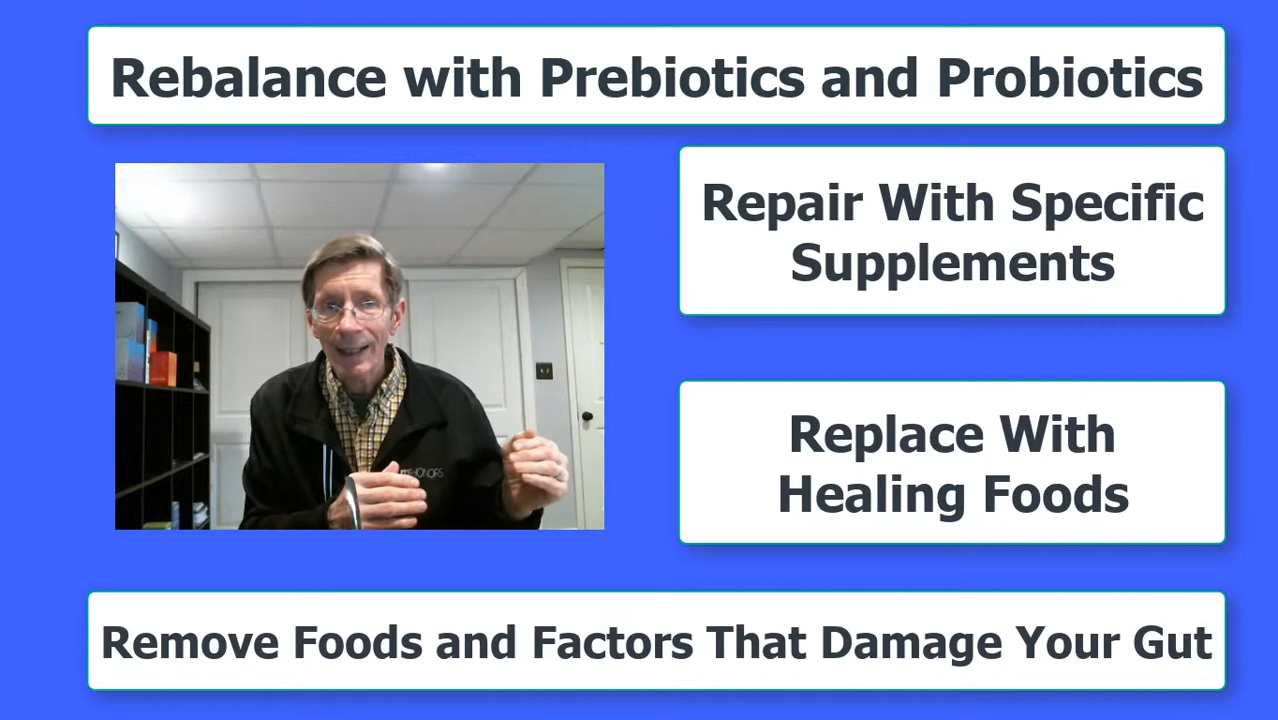 Rebalance with Prebiotics and Probiotics
Repair With Specific
Supplements
Replace With
Healing Foods
Remove Foods and Factors That Damage Your Gut